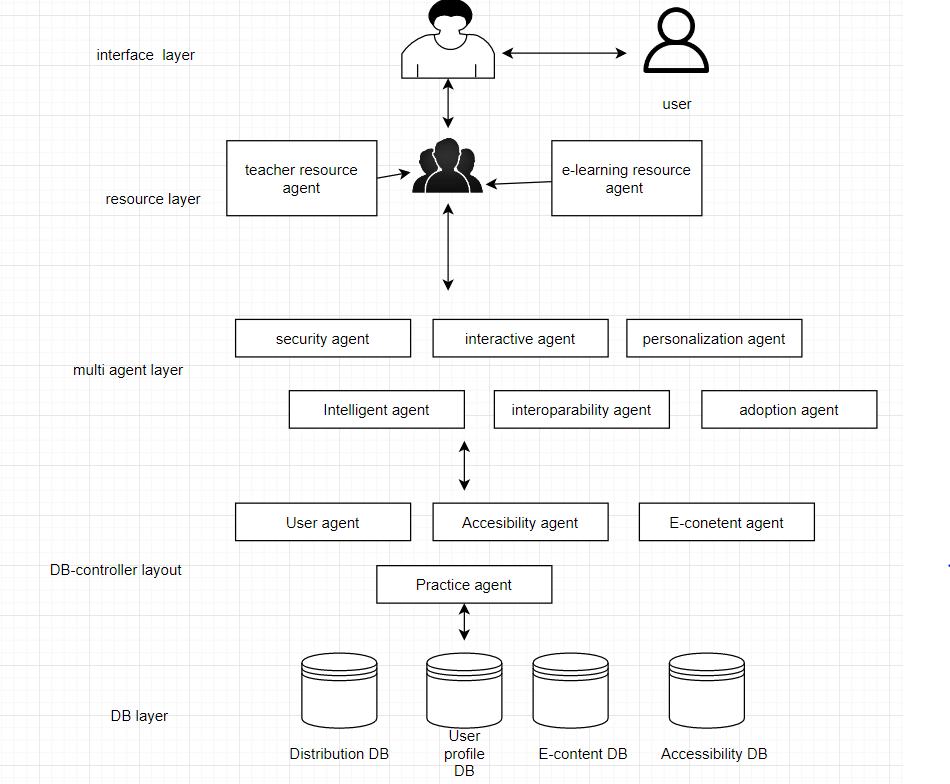 interface  layer
user
teacher resource
agent
e-learning resource
agent
resource layer
security agent
interactive agent
personalization agent
multi agent layer
Intelligent agent
interoparability agent
adoption agent
User agent
Accesibility agent
E-conetent agent
DB-controller layout
Practice agent
DB layer
Distribution DB
User
profile
DB
E-content DB
Accessibility DB